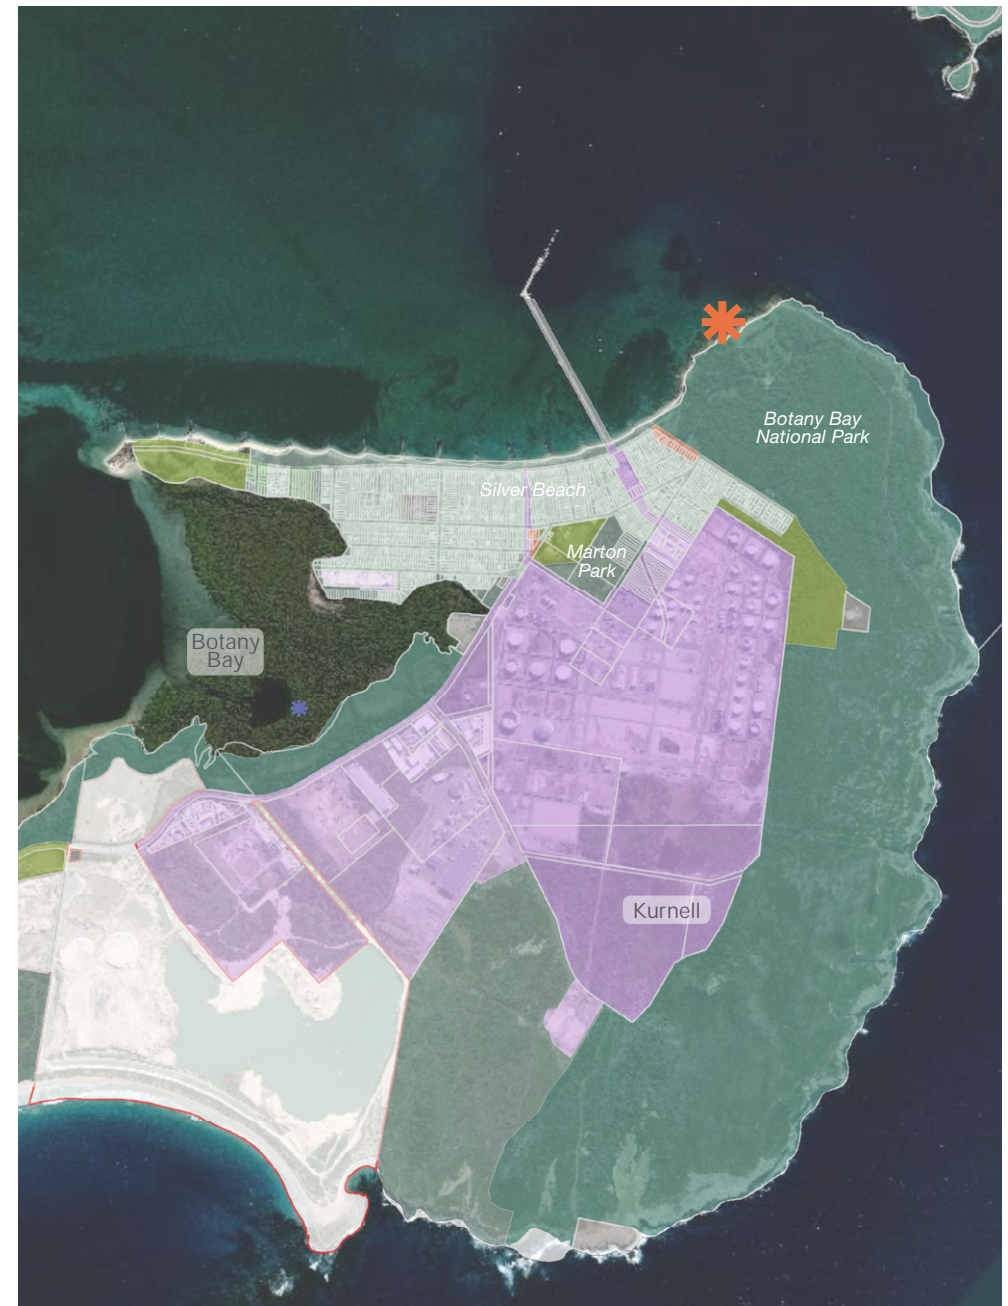 Botany Bay
National Park
Silver Beach
Marton
Park
Botany
Bay
Kurnell